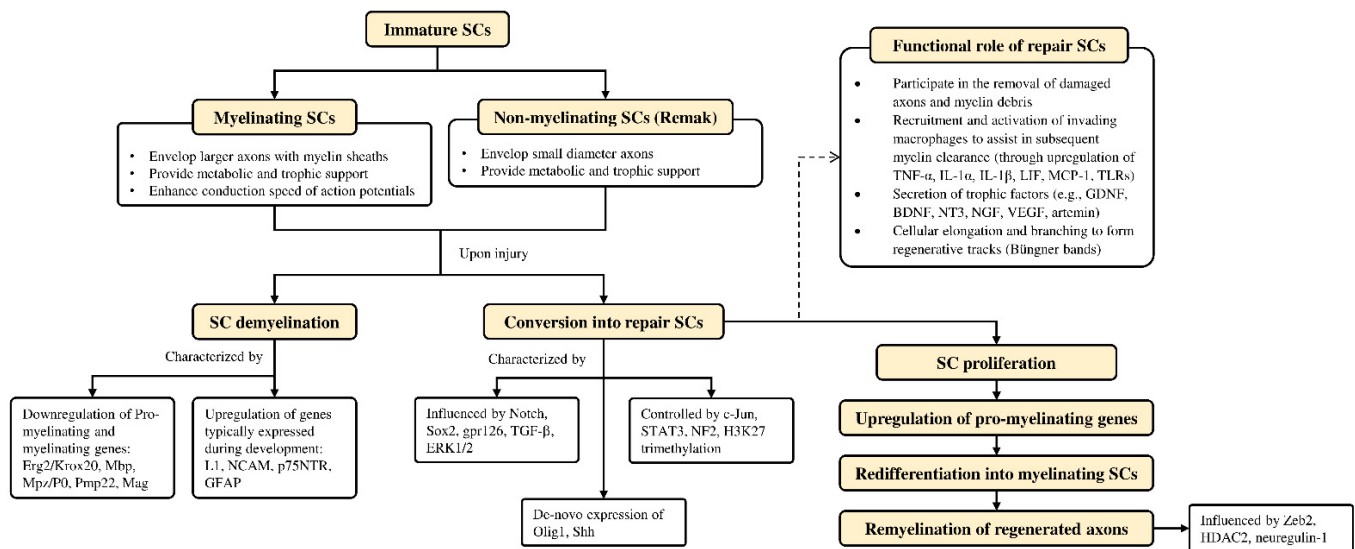 Immature SCs
Myelinating SCs
• Envelop larger axons with myelin sheaths
• Provide metabolic and trophic support
• Enhance conduction speed of action potentials
Non-myelinating SCs (Remak)
• Envelop small diameter axons
• Provide metabolic and trophic support
Functional role of repair SCs
• Participate in the removal of damaged
axons and myelin debris
• Recruitment and activation of invading
macrophages to assist in subsequent
myelin clearance (through upregulation of
TNF-α, IL-1α, IL-1β, LIF, MCP-1, TLRs)
• Secretion of trophic factors (e.g., GDNF,
BDNF, NT3, NGF, VEGF, artemin)
• Cellular elongation and branching to form
regenerative tracks (Büngner bands)
Upon injury
SC demyelination
Characterized by
Downregulation of Pro-
myelinating and
myelinating genes:
Erg2/Krox20, Mbp,
Mpz/P0, Pmp22, Mag
Upregulation of genes
typically expressed
during development:
L1, NCAM, p75NTR,
GFAP
Conversion into repair SCs
Characterized by
Influenced by Notch,
Sox2, gpr126, TGF-β,
ERK1/2
Controlled by c-Jun,
STAT3, NF2, H3K27
trimethylation
De-novo expression of
Olig1, Shh
SC proliferation
Upregulation of pro-myelinating genes
Redifferentiation into myelinating SCs
Remyelination of regenerated axons
Influenced by Zeb2,
HDAC2, neuregulin-1